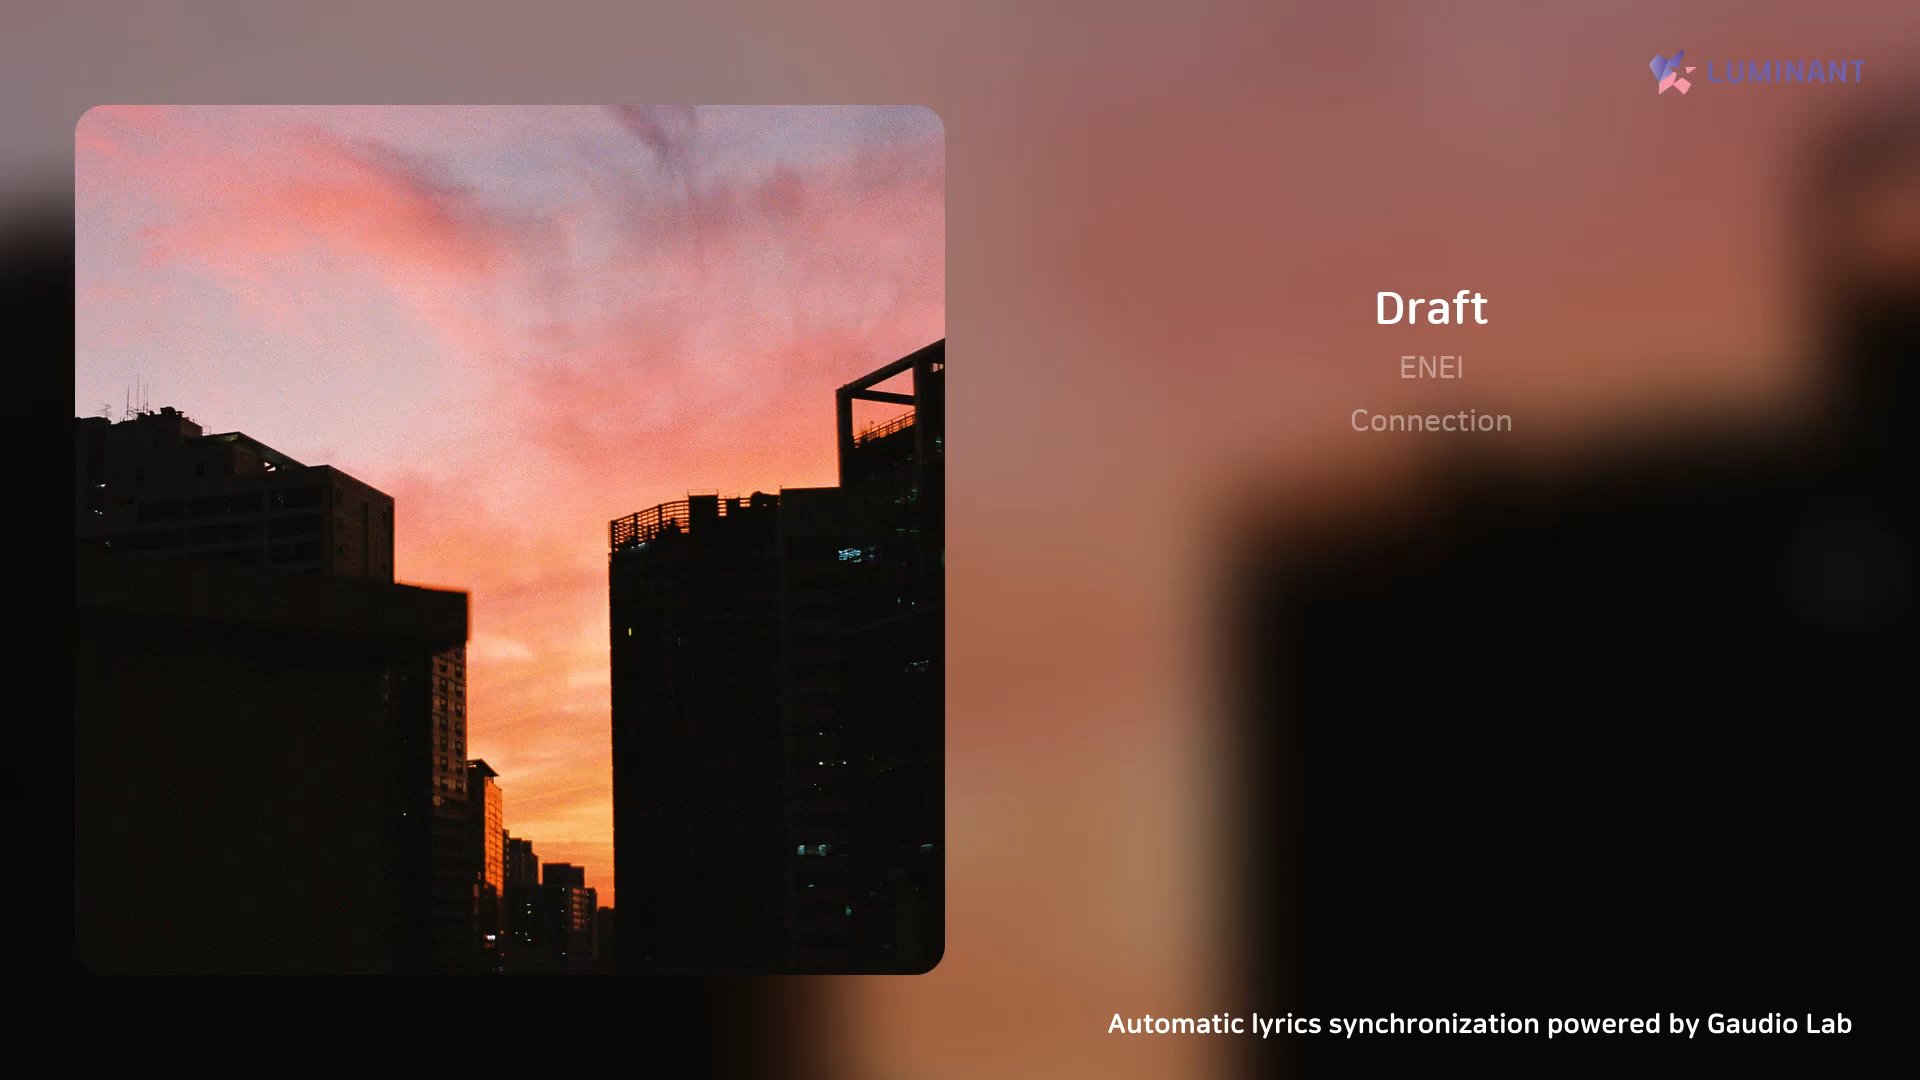 LUMINANT
Draft
ENEI
Connection
Automatic lyrics synchronization powered by Gaudio Lab